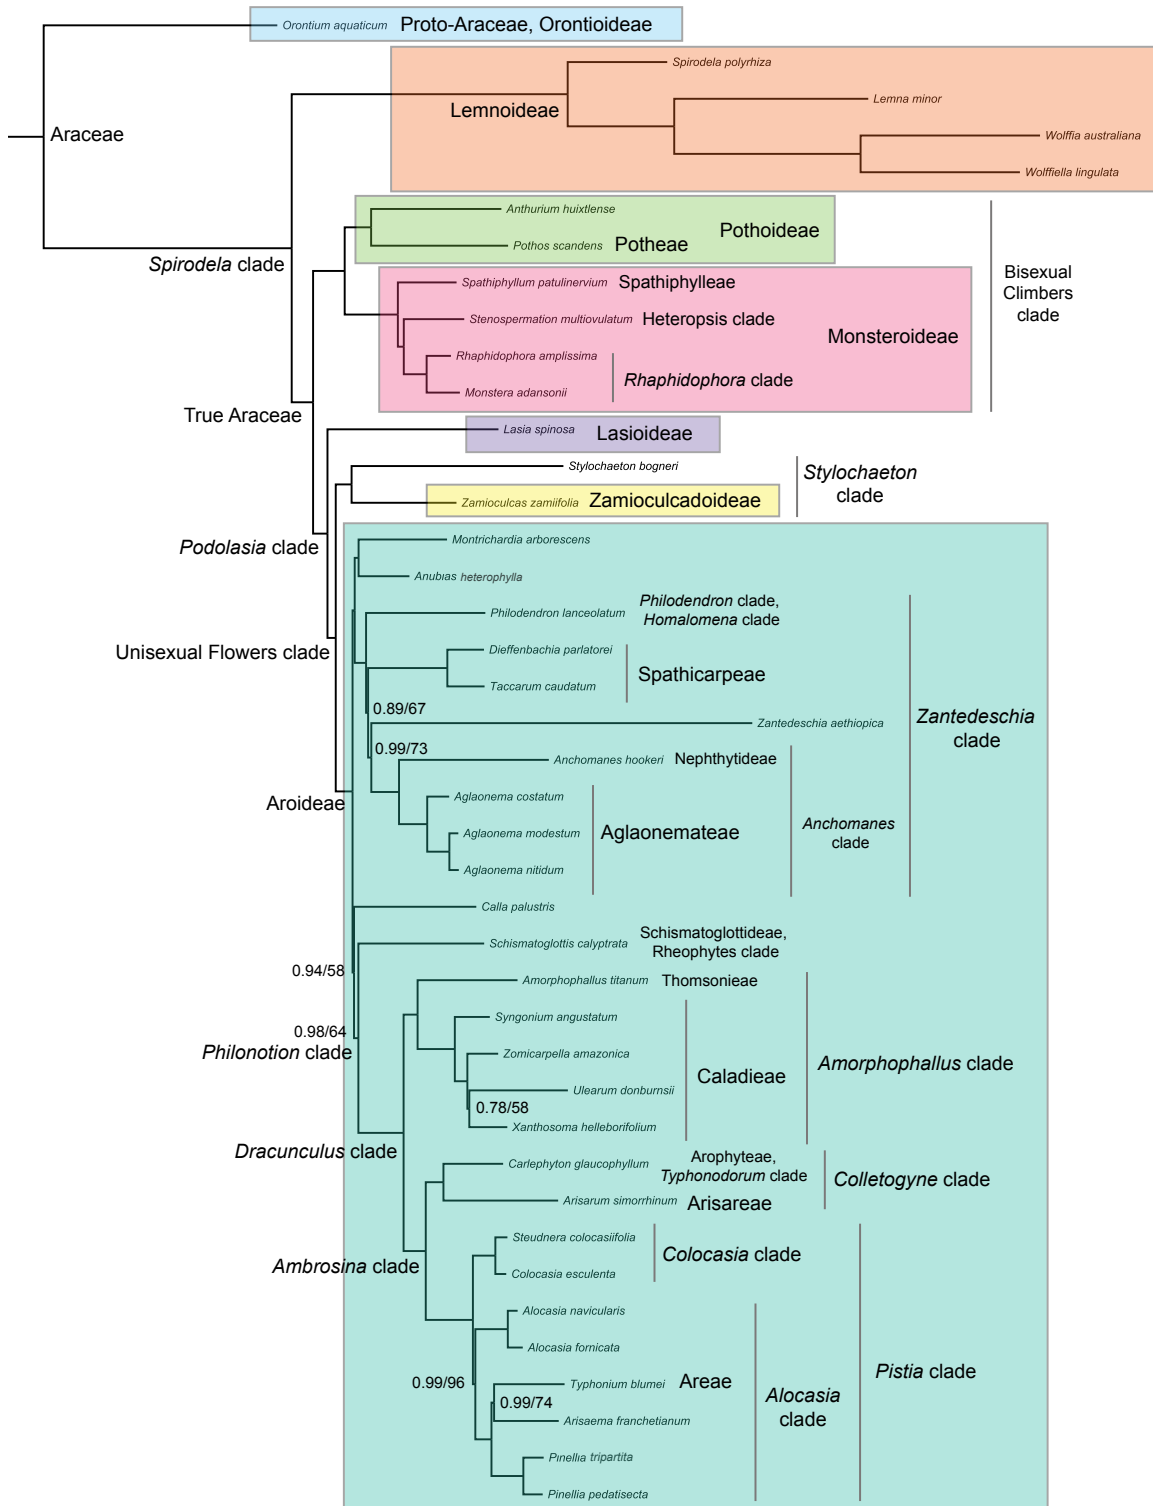 Orontium aquaticum Proto-Araceae, Orontioideae
Spirodela polyrhiza
Lemnoideae
Lemna minor
Araceae
Wolffia australiana
Wolffiella lingulata
Anthurium huixtlense
Pothoideae
Pothos scandens Potheae
Spirodela clade
Bisexual
Climbers
clade
Spathiphyllum patulinervium Spathiphylleae
Stenospermation multiovulatum Heteropsis clade
Monsteroideae
Rhaphidophora amplissima
Rhaphidophora clade
Monstera adansonii
True Araceae
Lasia spinosa Lasioideae
Stylochaeton bogneri
Stylochaeton
clade
Zamioculcas zamiifolia Zamioculcadoideae
Montrichardia arborescens
Podolasia clade
Anubias heterophylla
Philodendron lanceolatum
Philodendron clade,
Homalomena clade
Unisexual Flowers clade
Dieffenbachia parlatorei
Spathicarpeae
Taccarum caudatum
0.89/67
Zantedeschia aethiopica
Zantedeschia
clade
0.99/73
Anchomanes hookeri Nephthytideae
Aglaonema costatum
Aroideae
Aglaonema modestum
Aglaonemateae
Anchomanes
clade
Aglaonema nitidum
Calla palustris
Schismatoglottis calyptrata
Schismatoglottideae,
Rheophytes clade
0.94/58
Amorphophallus titanum Thomsonieae
Syngonium angustatum
0.98/64
Philonotion clade
Zomicarpella amazonica
Caladieae
Amorphophallus clade
Ulearum donburnsii
0.78/58
Xanthosoma helleborifolium
Dracunculus clade
Carlephyton glaucophyllum
Arophyteae,
Typhonodorum clade
Colletogyne clade
Arisarum simorrhinum Arisareae
Steudnera colocasiifolia
Colocasia clade
Ambrosina clade
Colocasia esculenta
Alocasia navicularis
Alocasia fornicata
Pistia clade
0.99/96
Typhonium blumei Areae
0.99/74
Alocasia
clade
Arisaema franchetianum
Pinellia tripartita
Pinellia pedatisecta